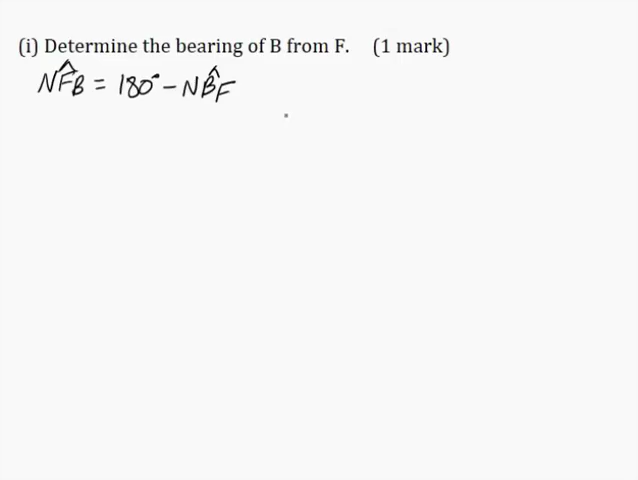 (i) Determine the bearing of B from F. (1 mark)
NF̂B = 180° - NB̂F